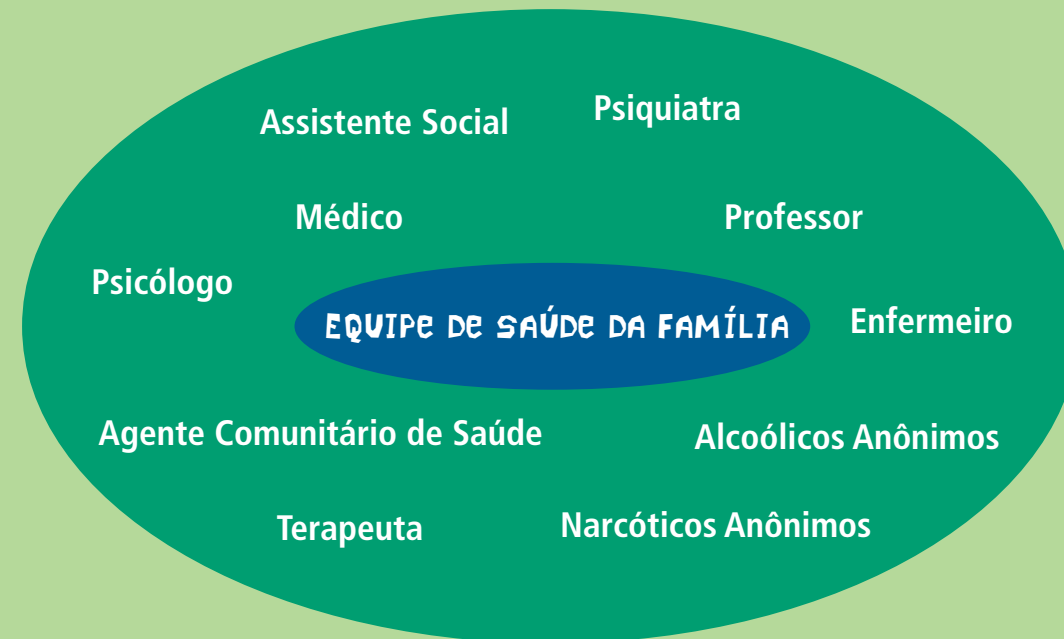 Assistente Social
Psiquiatra
Médico
Professor
Psicólogo
EQUIPE DE SAÚDE DA FAMÍLIA
Enfermeiro
Agente Comunitário de Saúde
Alcoólicos Anônimos
Terapeuta
Narcóticos Anônimos